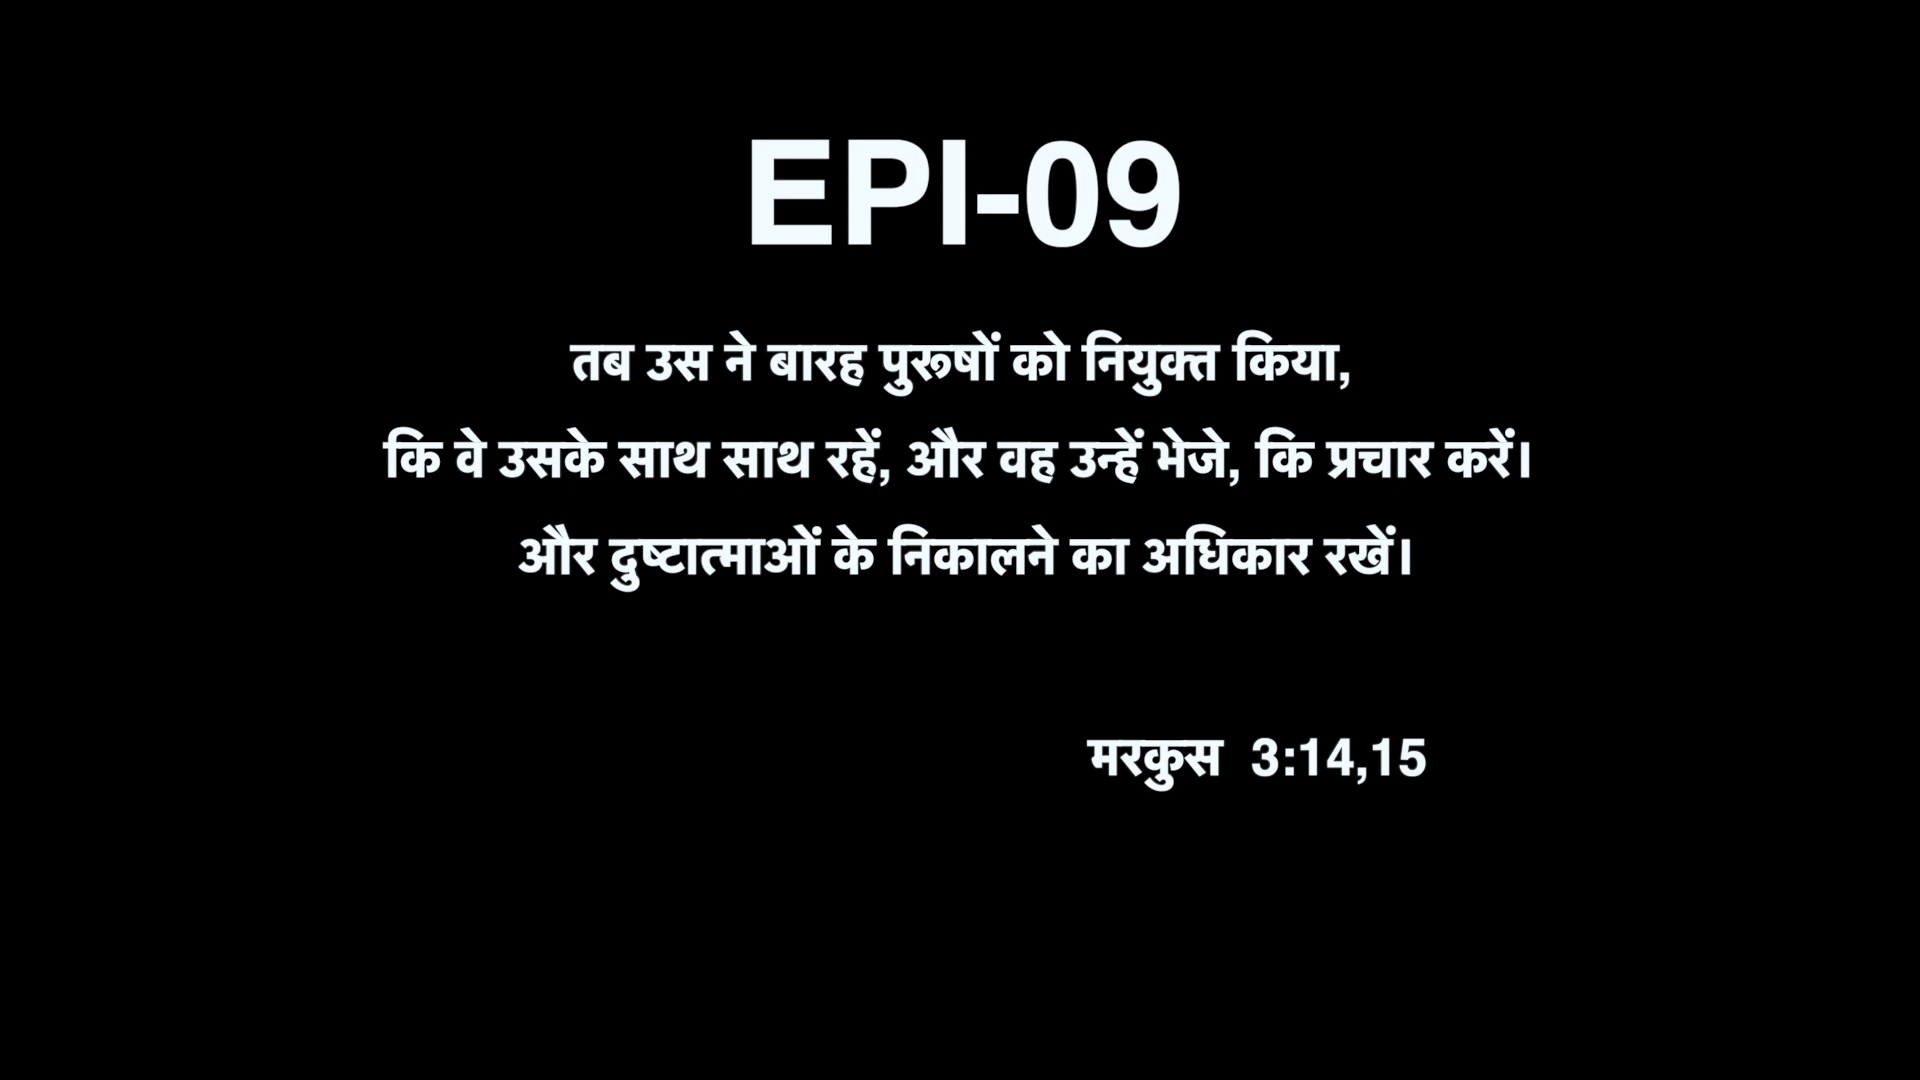 EPI-09
तब उस ने बारह पुरूषों को नियुक्त किया,
कि वे उसके साथ साथ रहें, और वह उन्हें भेजे, कि प्रचार करें।
और दुष्टात्माओं के निकालने का अधिकार रखें।
मरकुस  3:14,15